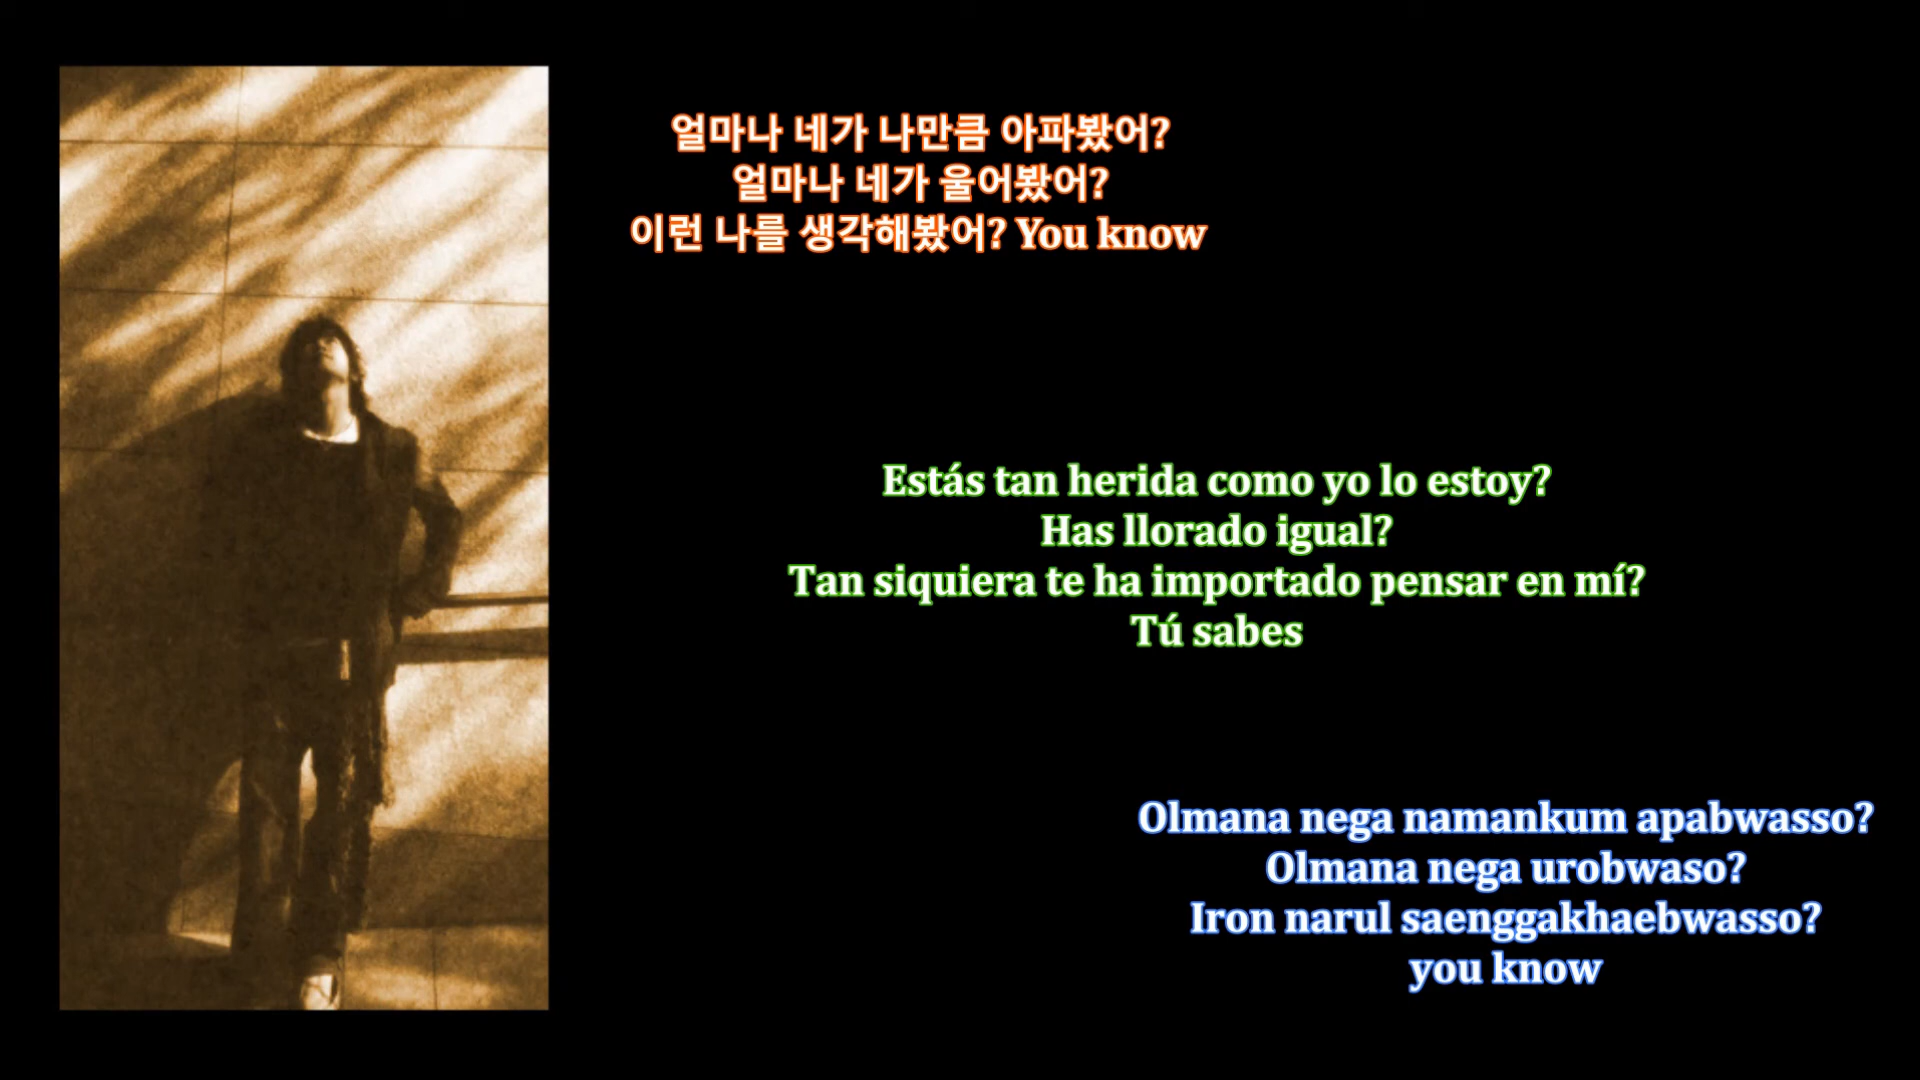 얼마나 네가 나만큼 아파봤어?
얼마나 네가 울어봤어?
이런 나를 생각해봤어? You know
Estás tan herida como yo lo estoy?
Has llorado igual?
Tan siquiera te ha importado pensar en mí?
Tú sabes
Olmana nega namankum apabwasso?
Olmana nega urobwaso?
Iron narul saenggakhaebwasso?
you know